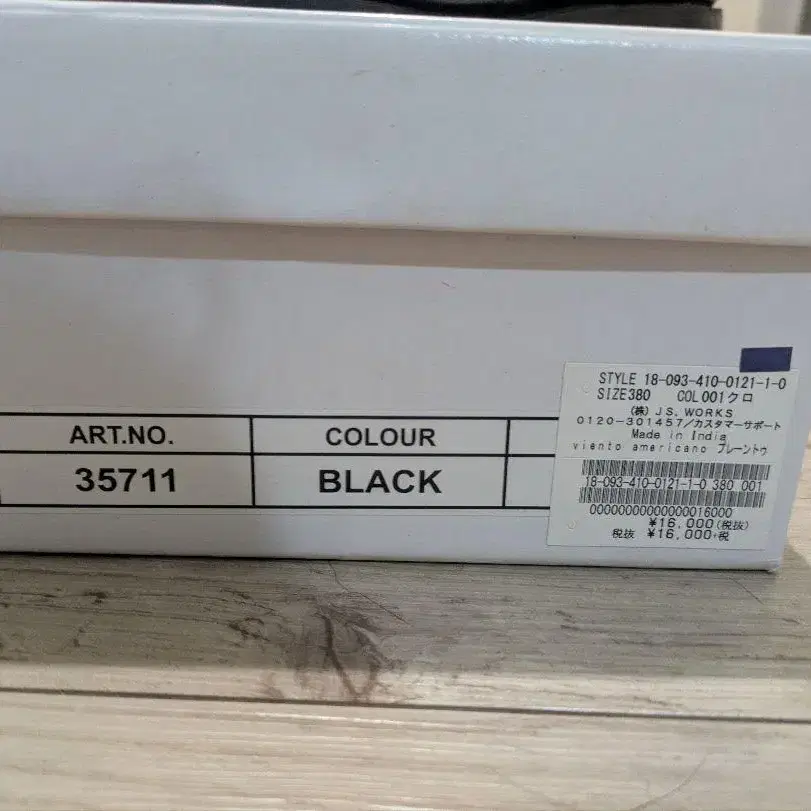 ART.NO.
COLOUR
35711
BLACK
STYLE 18-093-410-0121-1-0
SIZE380 COL001クロ
(株)JS.WORKS
0120-301457/カスタマーサポート
Made in India
viento americano プレーントゥ
18-093-410-0121-1-0 380 001
00000000000000016000
¥16,000(税抜)
税抜 ¥16,000+税